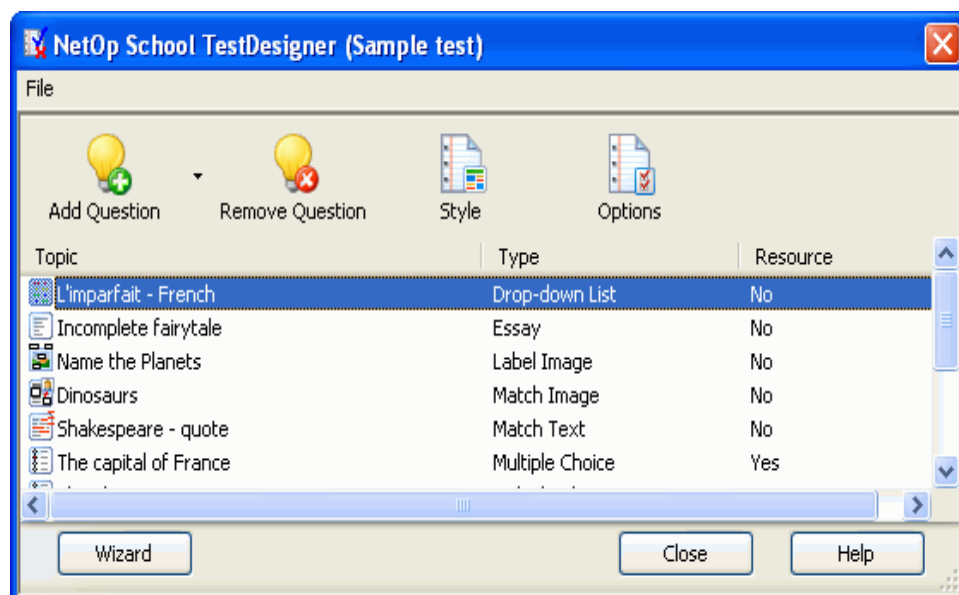 NetOp School TestDesigner (Sample test)
File
Add Question Remove Question Style Options
Topic Type Resource
L'imparfait - French Drop-down List No
Incomplete fairytale Essay No
Name the Planets Label Image No
Dinosaurs Match Image No
Shakespeare - quote Match Text No
The capital of France Multiple Choice Yes
Wizard Close Help